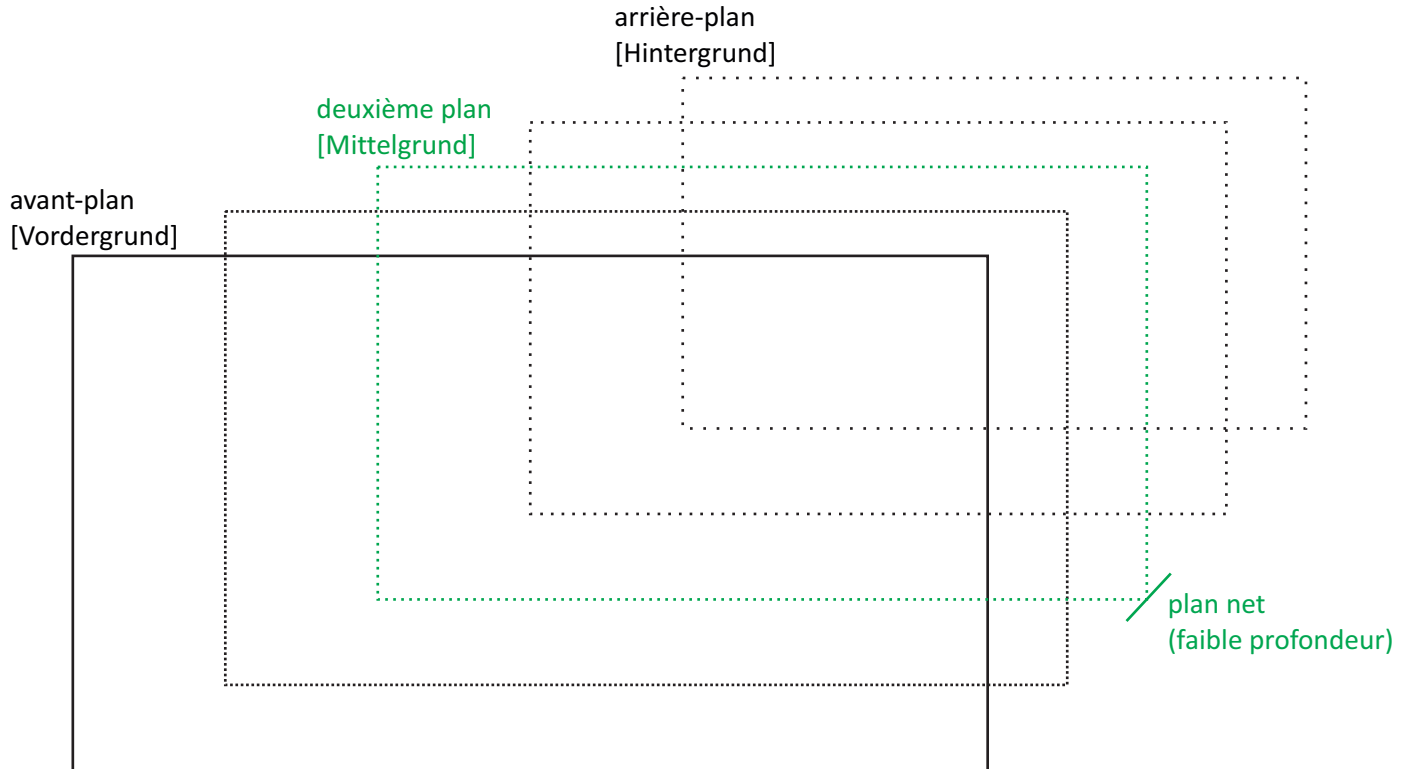 arrière-plan
[Hintergrund]
deuxième plan
[Mittelgrund]
avant-plan
[Vordergrund]
plan net
(faible profondeur)